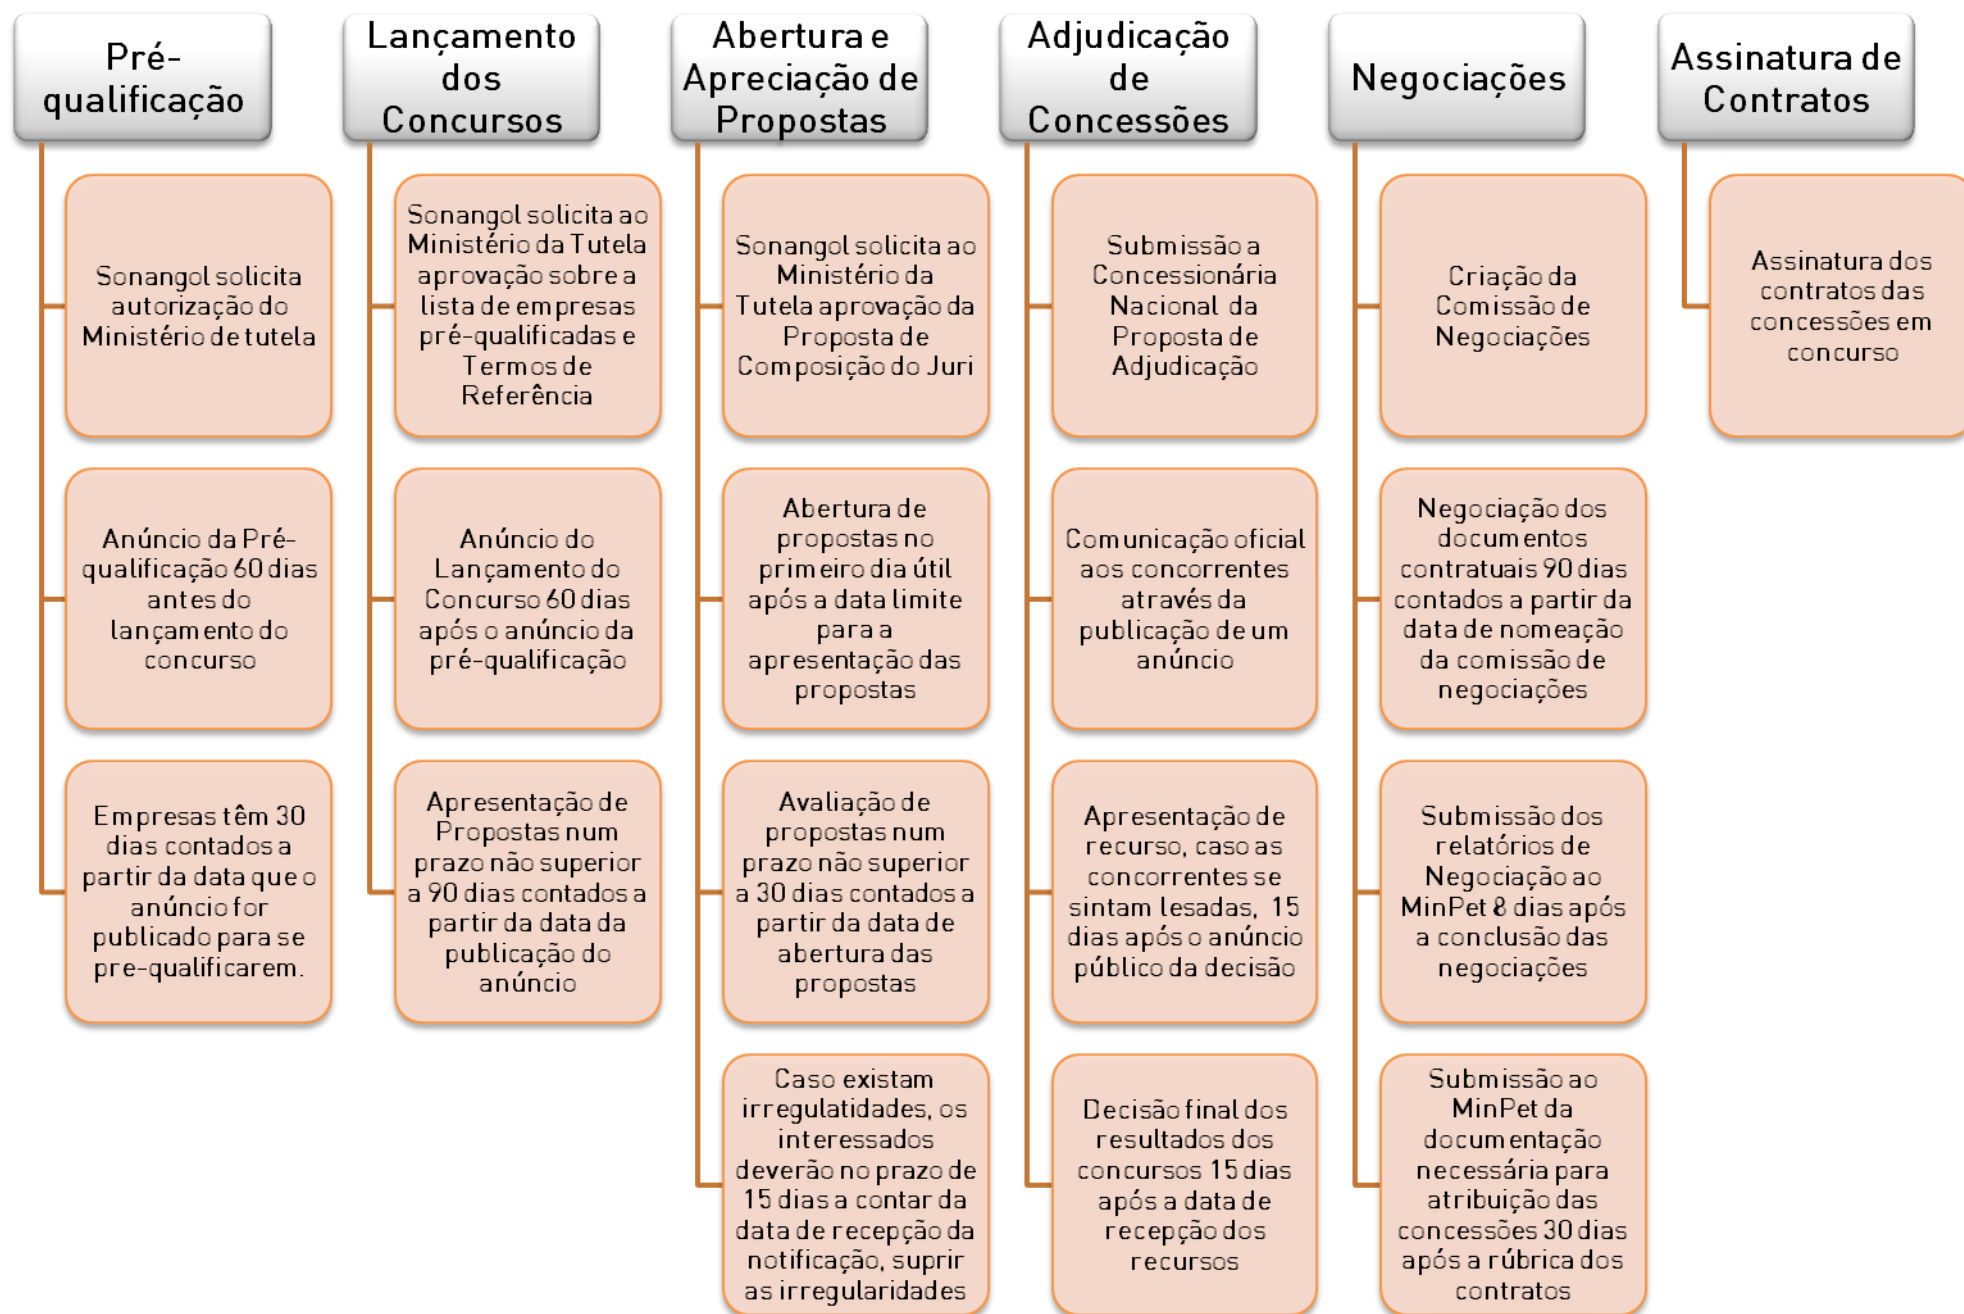 Pré-
qualificação
Sonangol solicita
autorização do
Ministério de tutela
Anúncio da Pré-
qualificação 60 dias
antes do
lançamento do
concurso
Empresas têm 30
dias contados a
partir da data que o
anúncio for
publicado para se
pre-qualificarem.
Lançamento
dos
Concursos
Sonangol solicita ao
Ministério da Tutela
aprovação sobre a
lista de empresas
pré-qualificadas e
Termos de
Referência
Anúncio do
Lançamento do
Concurso 60 dias
após o anúncio da
pré-qualificação
Apresentação de
Propostas num
prazo não superior
a 90 dias contados a
partir da data da
publicação do
anúncio
Abertura e
Apreciação de
Propostas
Sonangol solicita ao
Ministério da
Tutela aprovação da
Proposta de
Composição do Juri
Abertura de
propostas no
primeiro dia útil
após a data limite
para a
apresentação das
propostas
Avaliação de
propostas num
prazo não superior
a 30 dias contados a
partir da data de
abertura das
propostas
Caso existam
irregulatidades, os
interessados
deverão no prazo de
15 dias a contar da
data de recepção da
notificação, suprir
as irregularidades
Adjudicação
de
Concessões
Submissão a
Concessionária
Nacional da
Proposta de
Adjudicação
Comunicação oficial
aos concorrentes
através da
publicação de um
anúncio
Apresentação de
recurso, caso as
concorrentes se
sintam lesadas, 15
dias após o anúncio
público da decisão
Decisão final dos
resultados dos
concursos 15 dias
após a data de
recepção dos
recursos
Negociações
Criação da
Comissão de
Negociações
Negociação dos
documentos
contratuais 90 dias
contados a partir da
data de nomeação
da comissão de
negociações
Submissão dos
relatórios de
Negociação ao
MinPet 8 dias após
a conclusão das
negociações
Submissão ao
MinPet da
documentação
necessária para
atribuição das
concessões 30 dias
após a rúbrica dos
contratos
Assinatura de
Contratos
Assinatura dos
contratos das
concessões em
concurso